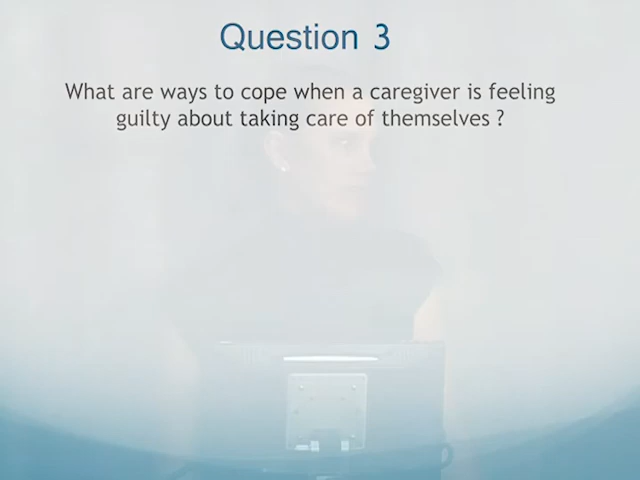 Question 3
What are ways to cope when a caregiver is feeling
guilty about taking care of themselves ?